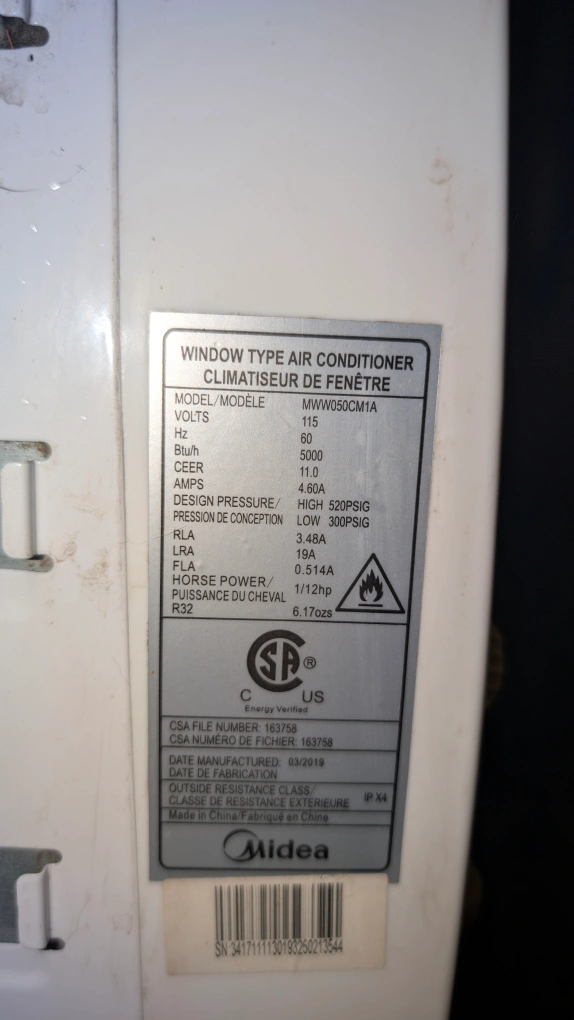 WINDOW TYPE AIR CONDITIONER
CLIMATISEUR DE FENÊTRE
MODEL/MODÈLE MWW050CM1A
VOLTS 115
Hz 60
Btu/h 5000
CEER 11.0
AMPS 4.60A
DESIGN PRESSURE/ HIGH 520PSIG
PRESSION DE CONCEPTION LOW 300PSIG
RLA 3.48A
LRA 19A
FLA 0.514A
HORSE POWER/
PUISSANCE DU CHEVAL 1/12hp
R32 6.17ozs
CSA ®
C US
Energy Verified
CSA FILE NUMBER: 163758
CSA NUMÉRO DE FICHIER: 163758
DATE MANUFACTURED: 03/2019
DATE DE FABRICATION
OUTSIDE RESISTANCE CLASS/
CLASSE DE RESISTANCE EXTERIEURE IP X4
Made in China/Fabriqué en Chine
Midea
SN 3417111130193250213544